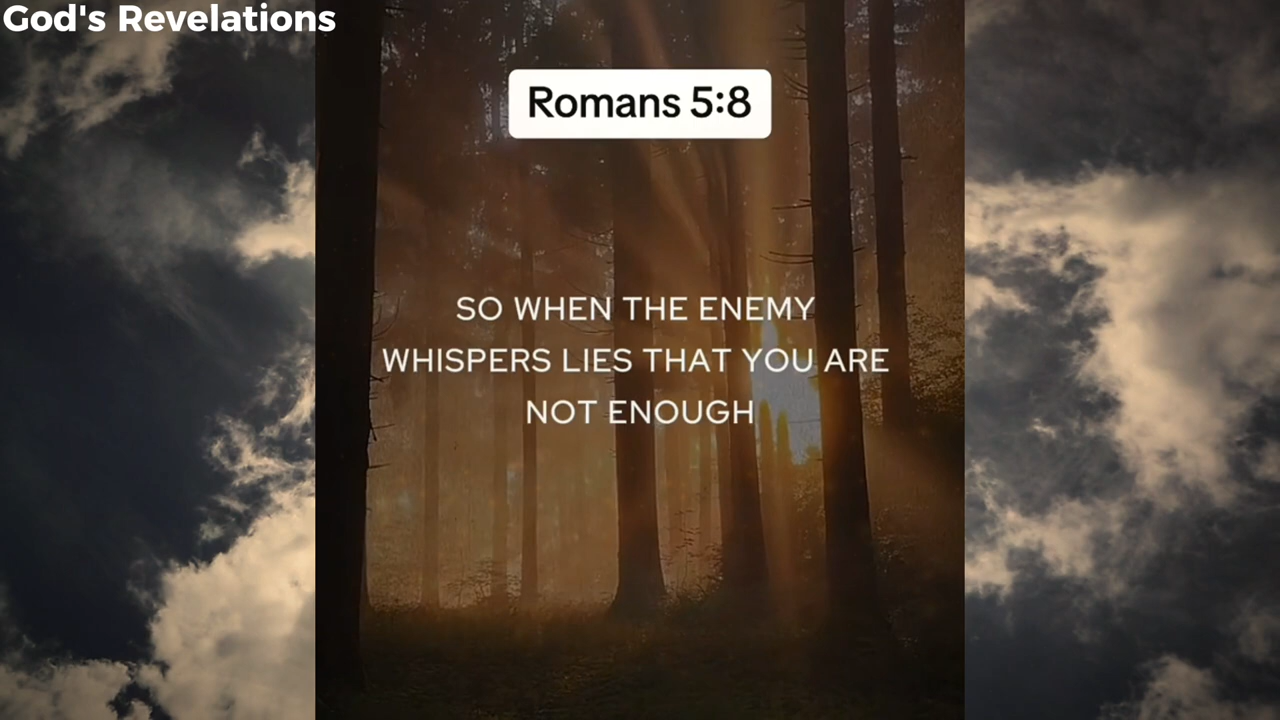 God's Revelations
Romans 5:8
SO WHEN THE ENEMY
WHISPERS LIES THAT YOU ARE
NOT ENOUGH